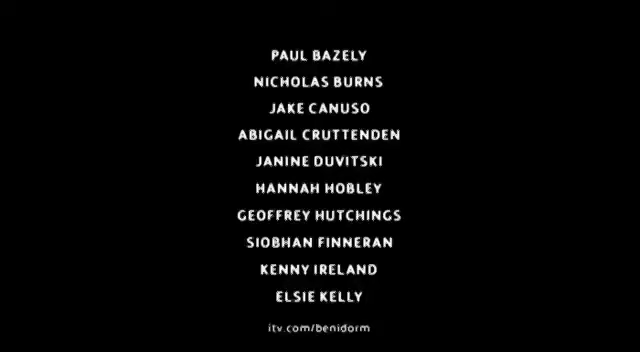 PAUL BAZELY
NICHOLAS BURNS
JAKE CANUSO
ABIGAIL CRUTTENDEN
JANINE DUVITSKI
HANNAH HOBLEY
GEOFFREY HUTCHINGS
SIOBHAN FINNERAN
KENNY IRELAND
ELSIE KELLY
itv.com/benidorm